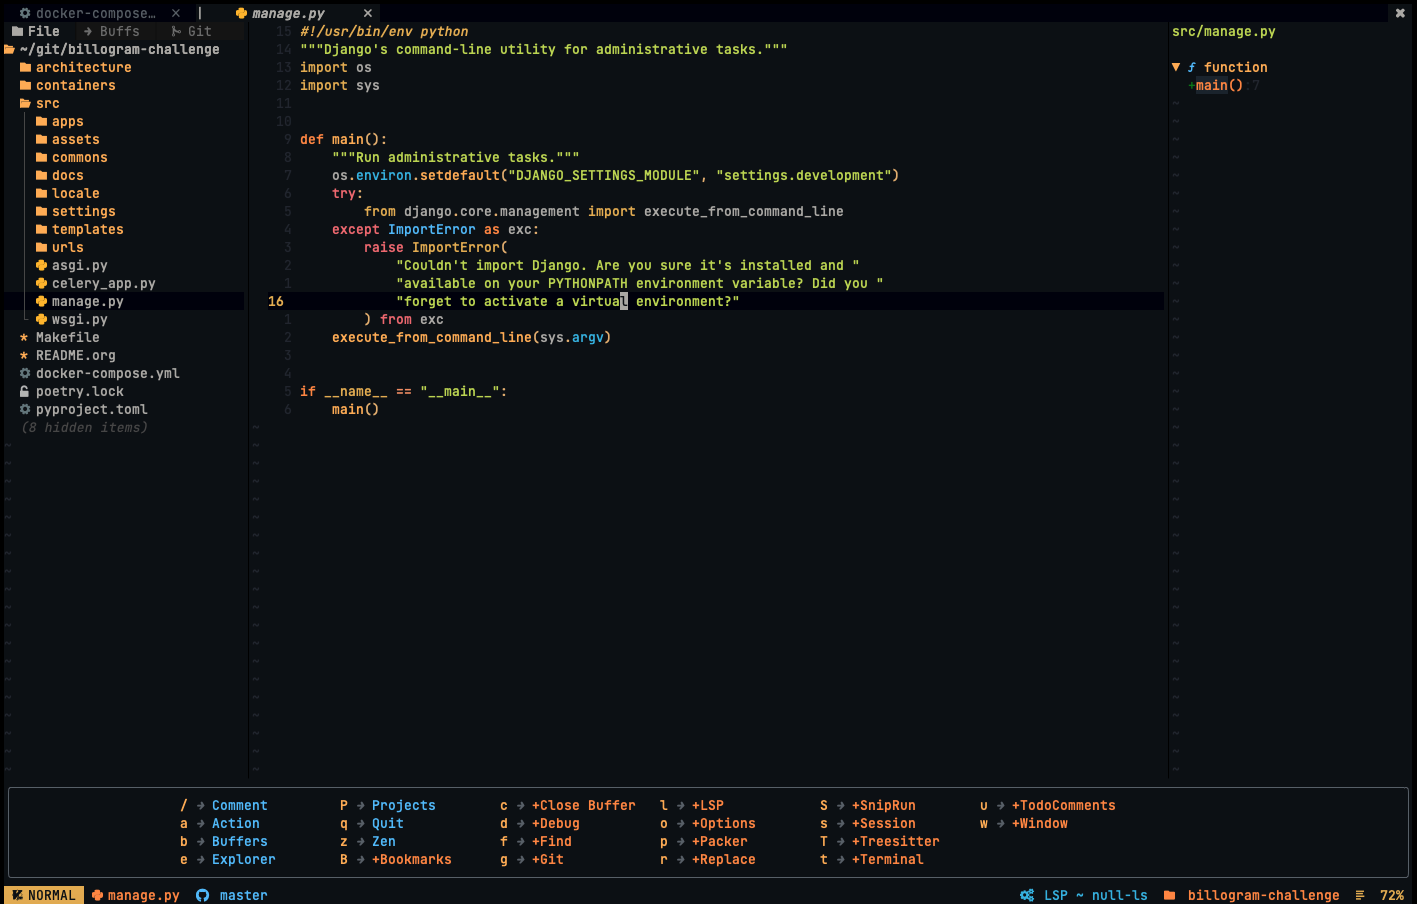 docker-compose… ×
manage.py ×
File Buffs Git
~/git/billogram-challenge
architecture
containers
src
apps
assets
commons
docs
locale
settings
templates
urls
asgi.py
celery_app.py
manage.py
wsgi.py
* Makefile
* README.org
docker-compose.yml
poetry.lock
pyproject.toml
(8 hidden items)
15 #!/usr/bin/env python
14 """Django's command-line utility for administrative tasks."""
13 import os
12 import sys
11
10
9 def main():
8     """Run administrative tasks."""
7     os.environ.setdefault("DJANGO_SETTINGS_MODULE", "settings.development")
6     try:
5         from django.core.management import execute_from_command_line
4     except ImportError as exc:
3         raise ImportError(
2             "Couldn't import Django. Are you sure it's installed and "
1             "available on your PYTHONPATH environment variable? Did you "
16             "forget to activate a virtual environment?"
1         ) from exc
2     execute_from_command_line(sys.argv)
3
4
5 if __name__ == "__main__":
6     main()
src/manage.py
▼ ƒ function
+main():7
/ → Comment P → Projects c → +Close Buffer l → +LSP S → +SnipRun u → +TodoComments
a → Action q → Quit d → +Debug o → +Options s → +Session w → +Window
b → Buffers z → Zen f → +Find p → +Packer T → +Treesitter
e → Explorer B → +Bookmarks g → +Git r → +Replace t → +Terminal
NORMAL manage.py master LSP ~ null-ls billogram-challenge 72%